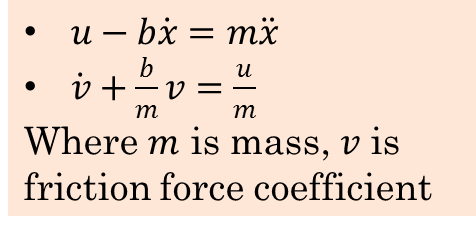 • u − bẋ = mẍ
• v̇ + b/m v = u/m
Where m is mass, v is
friction force coefficient